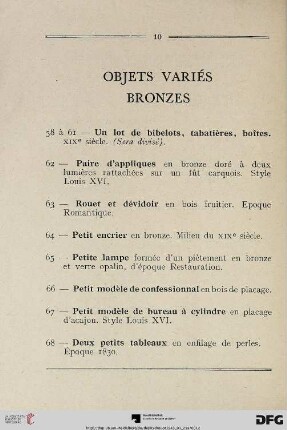 10
OBJETS VARIÉS
BRONZES
58 à 61 — Un lot de bibelots, tabatières, boîtes.
XIXe siècle. (Sera divisé).
62 — Paire d'appliques en bronze doré à deux
lumières rattachées sur un fût carquois. Style
Louis XVI.
63 — Rouet et dévidoir en bois fruitier. Epoque
Romantique.
64 — Petit encrier en bronze. Milieu du XIXe siècle.
65 — Petite lampe formée d'un piètement en bronze
et verre opalin, d'époque Restauration.
66 — Petit modèle de confessionnal en bois de placage.
67 — Petit modèle de bureau à cylindre en placage
d'acajou. Style Louis XVI.
68 — Deux petits tableaux en enfilage de perles.
Époque 1830.
DFG